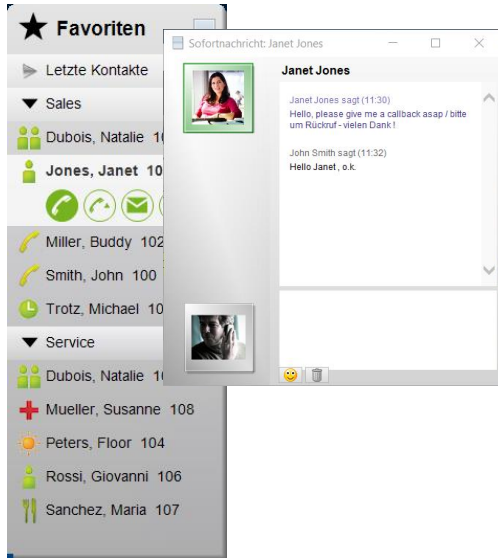 Favoriten
Letzte Kontakte
Sales
Dubois, Natalie
Jones, Janet 10
Miller, Buddy 102
Smith, John 100
Trotz, Michael 10
Service
Dubois, Natalie
Mueller, Susanne 108
Peters, Floor 104
Rossi, Giovanni 106
Sanchez, Maria 107
Sofortnachricht: Janet Jones
Janet Jones
Janet Jones sagt (11:30)
Hello, please give me a callback asap / bitte
um Rückruf - vielen Dank !
John Smith sagt (11:32)
Hello Janet , o.k.